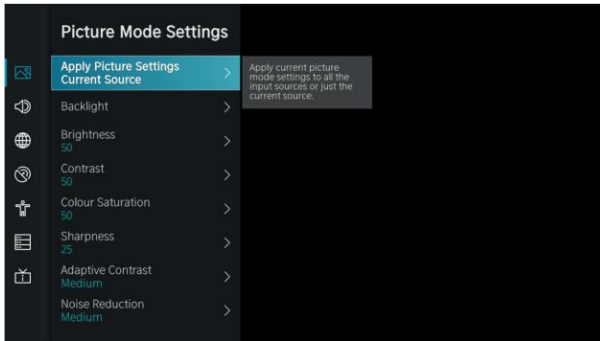 Picture Mode Settings
Apply Picture Settings
Current Source
Apply current picture
mode settings to all the
input sources or just the
current source.
Backlight
Brightness
50
Contrast
50
Colour Saturation
50
Sharpness
25
Adaptive Contrast
Medium
Noise Reduction
Medium